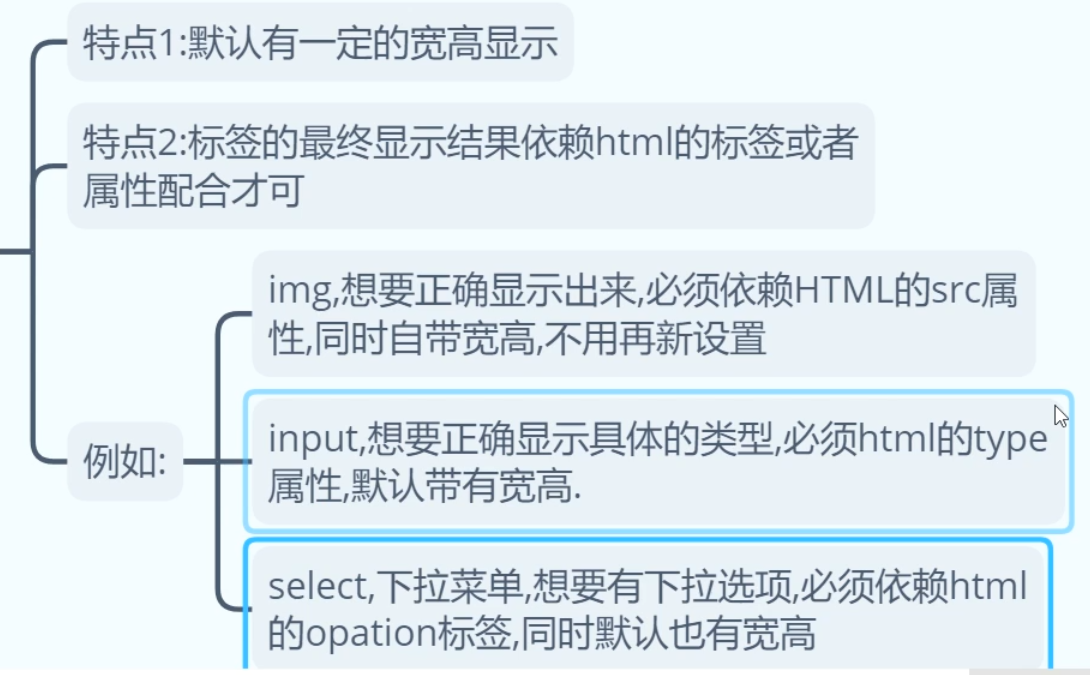 特点1:默认有一定的宽高显示
特点2:标签的最终显示结果依赖html的标签或者
属性配合才可
img,想要正确显示出来,必须依赖HTML的src属
性,同时自带宽高,不用再新设置
例如:
input,想要正确显示具体的类型,必须html的type
属性,默认带有宽高.
select,下拉菜单,想要有下拉选项,必须依赖html
的opation标签,同时默认也有宽高